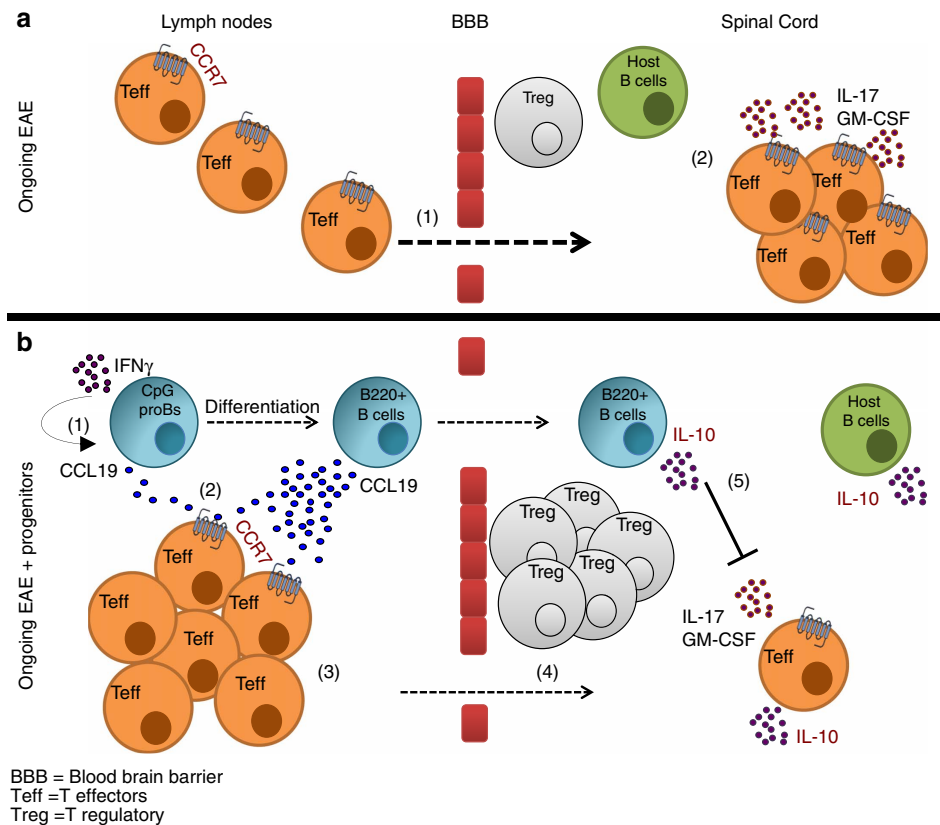 a
Lymph nodes
BBB
Spinal Cord
Ongoing EAE
CCR7
Teff
Teff
Teff
(1)
Treg
Host
B cells
(2)
IL-17
GM-CSF
Teff
Teff
Teff
Teff
b
Ongoing EAE + progenitors
IFNγ
CpG
proBs
(1)
CCL19
Differentiation
B220+
B cells
CCL19
(2)
CCR7
Teff
Teff
Teff
Teff
Teff
Teff
(3)
B220+
B cells
IL-10
(5)
Host
B cells
IL-10
Treg
Treg
Treg
Treg
Treg
(4)
IL-17
GM-CSF
Teff
IL-10
BBB = Blood brain barrier
Teff =T effectors
Treg =T regulatory